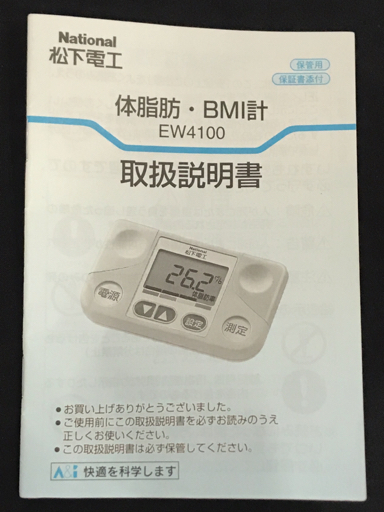 National
松下電工
保管用
保証書添付
体脂肪・BMI計
EW4100
取扱説明書
National
松下電工
26.2%
体脂肪率
電源
▼▲
設定
測定
●お買い上げありがとうございました。
●ご使用前にこの取扱説明書を必ずお読みのうえ
正しくお使いください。
●この取扱説明書は必ず保管してください。
A&i 快適を科学します